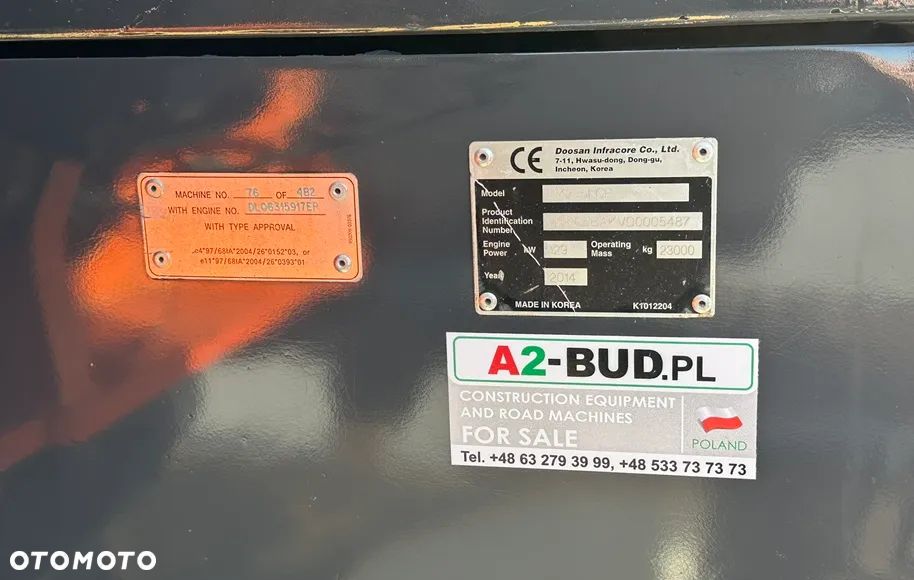 MACHINE NO. 76 OF 482
WITH ENGINE NO. DL06315917EP
WITH TYPE APPROVAL
e4*97/68IA*2004/26*0152*03, or
e11*97/68IA*2004/26*0393*01
CE
Doosan Infracore Co., Ltd.
7-11, Hwasu-dong, Dong-gu,
Incheon, Korea
Model
Product
Identification
Number
Engine
Power
kW
Operating
Mass
kg
23000
Year
2014
MADE IN KOREA
K1012204
A2-BUD.PL
CONSTRUCTION EQUIPMENT
AND ROAD MACHINES
FOR SALE
POLAND
Tel. +48 63 279 39 99, +48 533 73 73 73
OTOMOTO